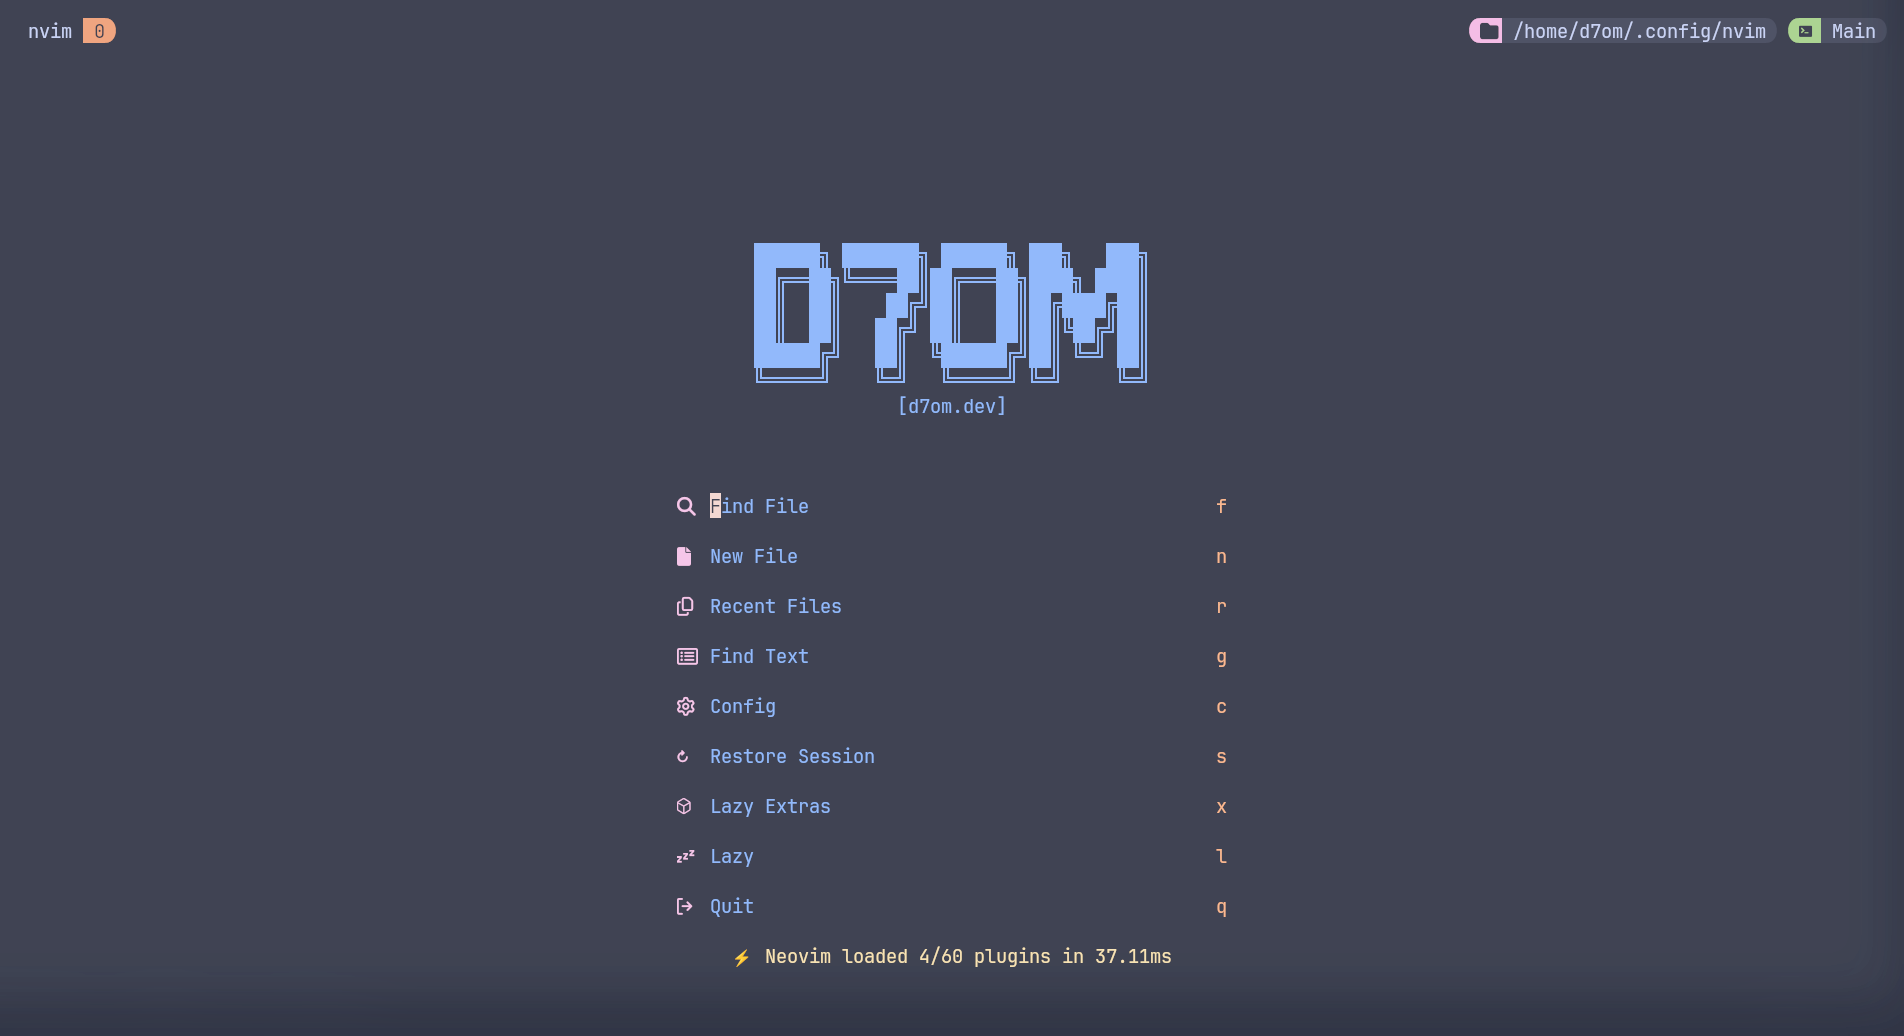 nvim 0 /home/d7om/.config/nvim Main
D7OM
[d7om.dev]
Find File f
New File n
Recent Files r
Find Text g
Config c
Restore Session s
Lazy Extras x
Lazy l
Quit q
⚡ Neovim loaded 4/60 plugins in 37.11ms